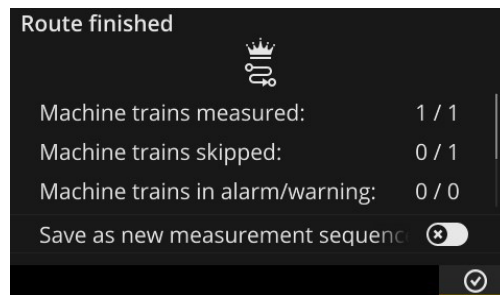 Route finished
Machine trains measured: 1 / 1
Machine trains skipped: 0 / 1
Machine trains in alarm/warning: 0 / 0
Save as new measurement sequenc